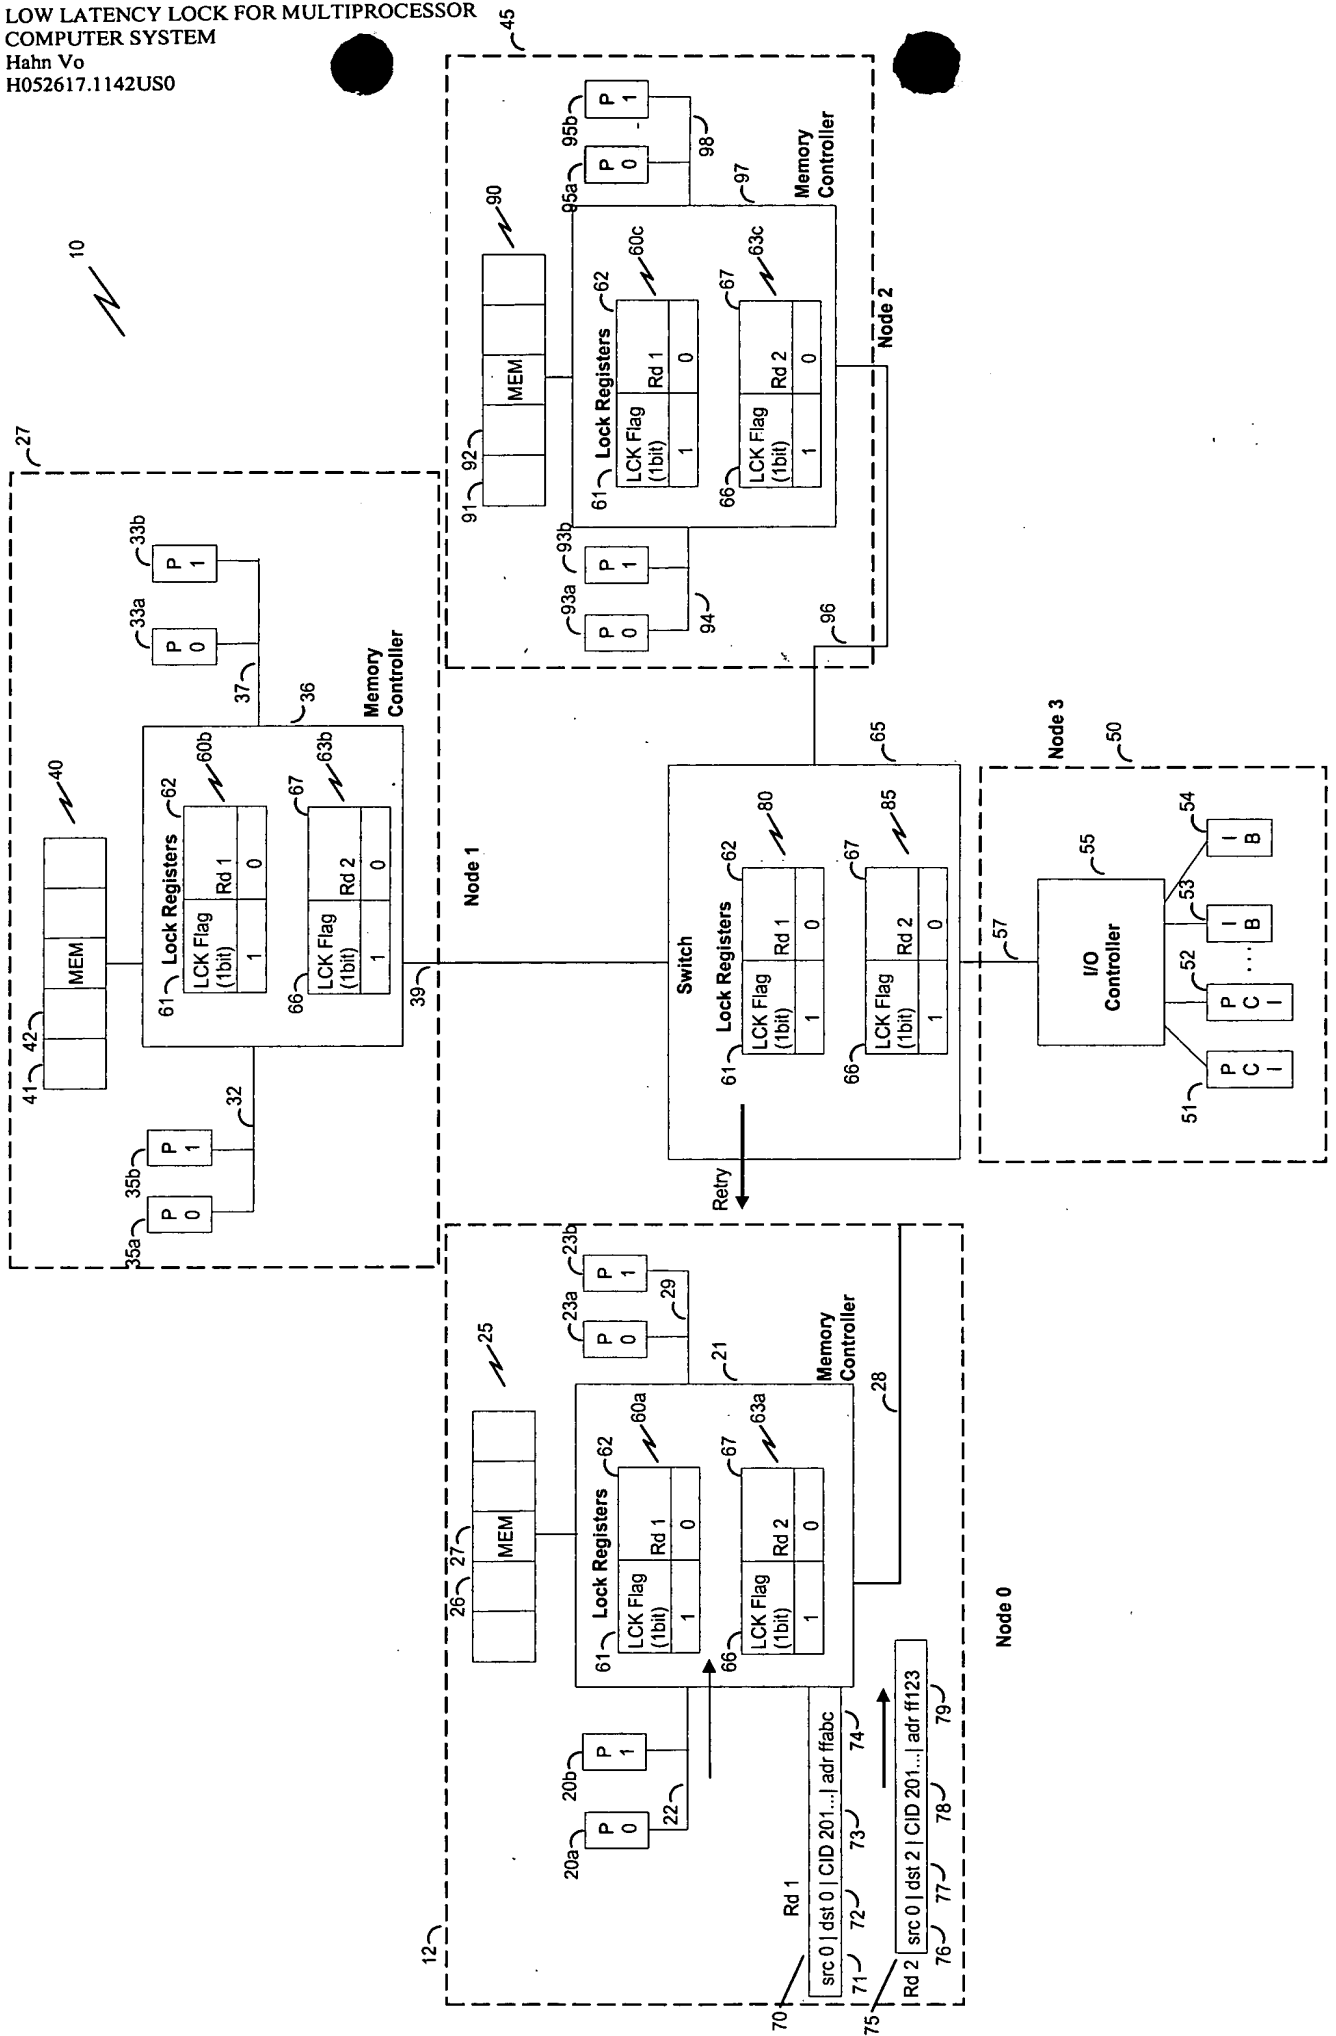 LOW LATENCY LOCK FOR MULTIPROCESSOR
COMPUTER SYSTEM
Hahn Vo
H052617.1142US0
10
27
40
41
42
MEM
35a
P 0
35b
P 1
32
33a
P 0
33b
P 1
37
36
Memory
Controller
61
Lock Registers
62
60b
LCK Flag
(1bit)
Rd 1
1
0
66
67
63b
LCK Flag
(1bit)
Rd 2
1
0
39
Node 1
45
90
91
92
MEM
93a
P 0
93b
P 1
94
95a
P 0
95b
P 1
98
97
Memory
Controller
61
Lock Registers
62
60c
LCK Flag
(1bit)
Rd 1
1
0
66
67
63c
LCK Flag
(1bit)
Rd 2
1
0
96
Node 2
Switch
65
61
Lock Registers
62
80
LCK Flag
(1bit)
Rd 1
1
0
66
67
85
LCK Flag
(1bit)
Rd 2
1
0
Retry
57
Node 3
50
55
I/O
Controller
51
P C I
52
P C I
....
53
I B
54
I B
12
25
26
27
MEM
20a
P 0
20b
P 1
22
23a
P 0
23b
P 1
29
21
Memory
Controller
61
Lock Registers
62
60a
LCK Flag
(1bit)
Rd 1
1
0
66
67
63a
LCK Flag
(1bit)
Rd 2
1
0
28
70
Rd 1
src 0 | dst 0 | CID 201...| adr ffabc
71
72
73
74
75
Rd 2
src 0 | dst 2 | CID 201...| adr ff123
76
77
78
79
Node 0